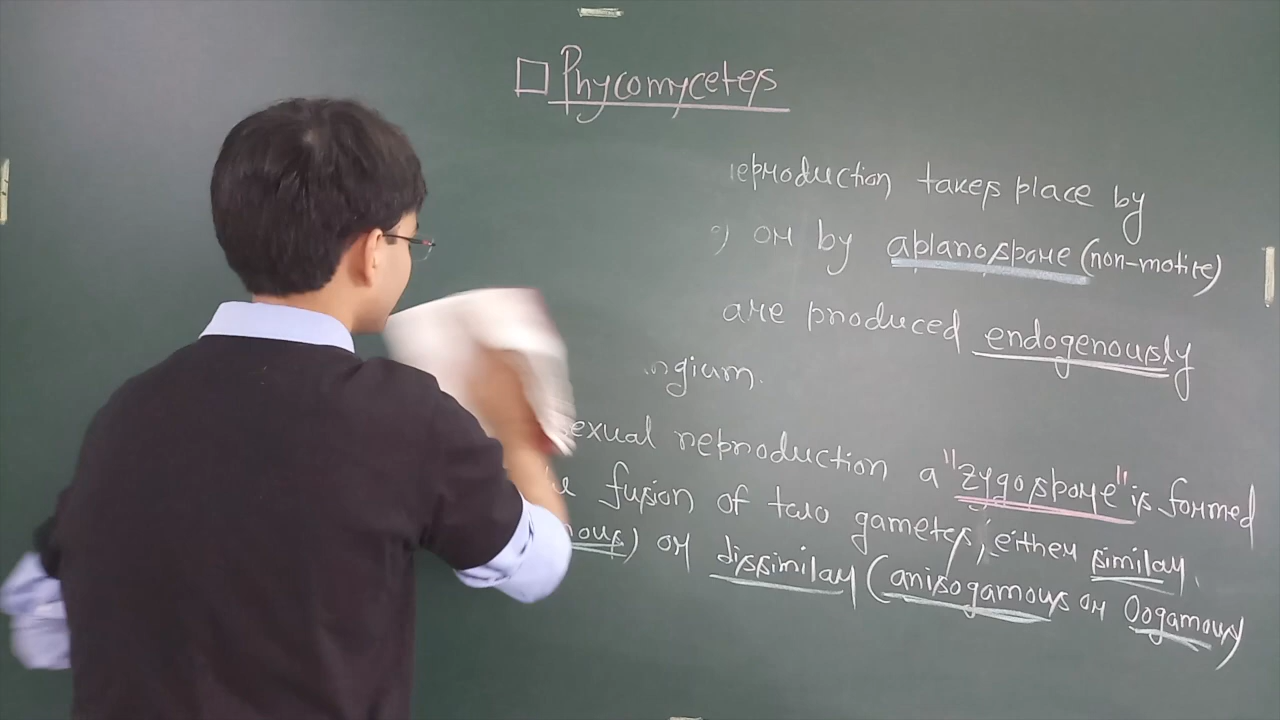 Phycomycetes
reproduction takes place by
or by aplanospore (non-motile)
are produced endogenously
ngium.
sexual reproduction a "zygospore" is formed
fusion of two gametes, either similar
nous) or dissimilar (anisogamous or Oogamous